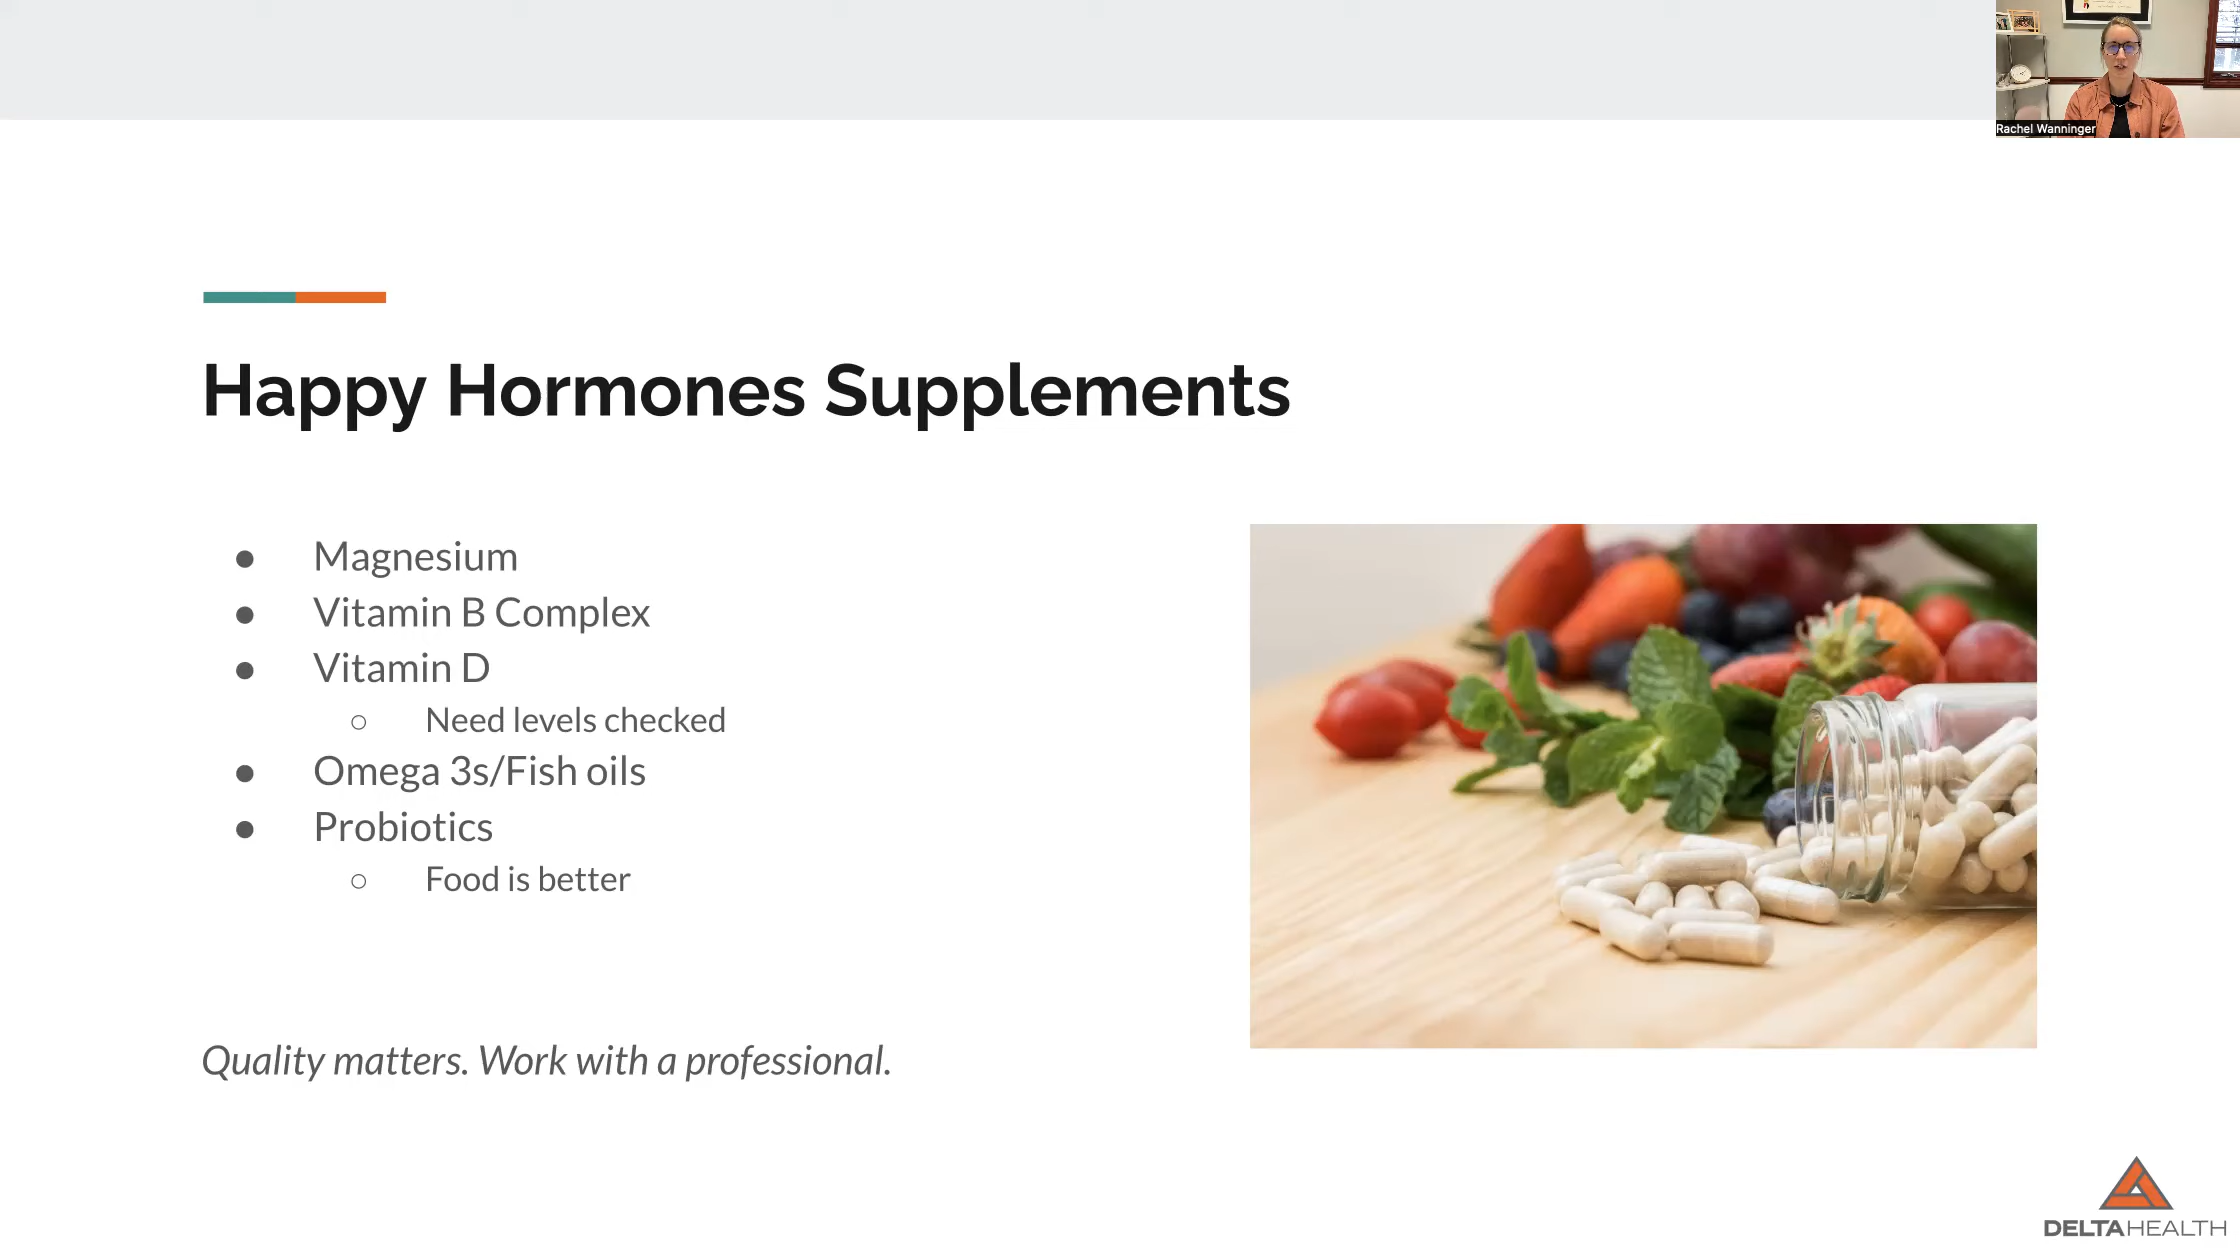 Rachel Wanninger
Happy Hormones Supplements
● Magnesium
● Vitamin B Complex
● Vitamin D
○ Need levels checked
● Omega 3s/Fish oils
● Probiotics
○ Food is better
Quality matters. Work with a professional.
DELTAHEALTH